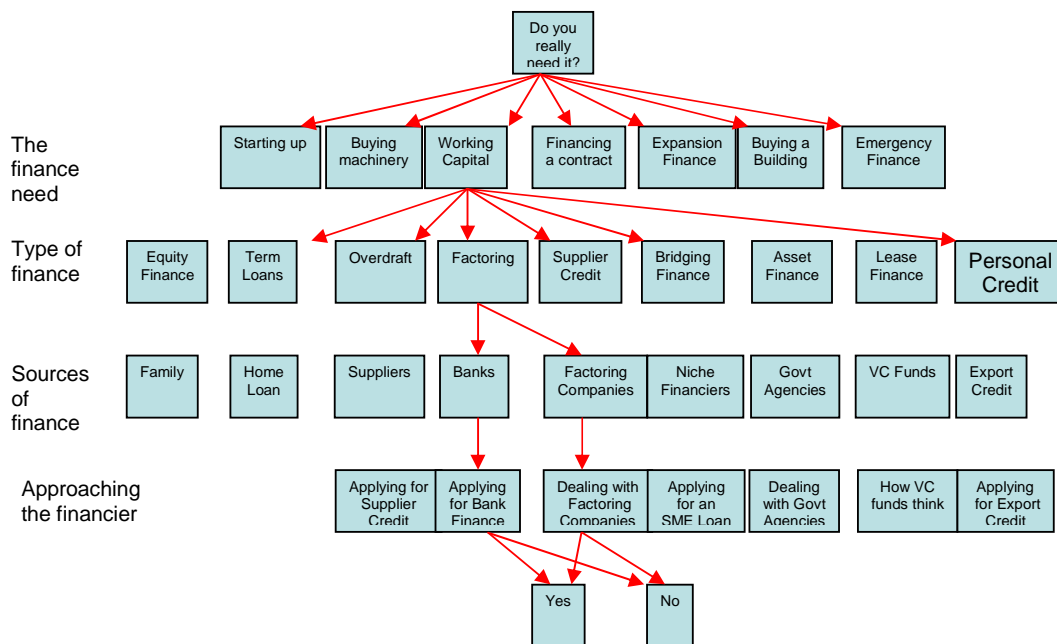 Do you
really
need it?
The
finance
need
Starting up
Buying
machinery
Working
Capital
Financing
a contract
Expansion
Finance
Buying a
Building
Emergency
Finance
Type of
finance
Equity
Finance
Term
Loans
Overdraft
Factoring
Supplier
Credit
Bridging
Finance
Asset
Finance
Lease
Finance
Personal
Credit
Sources
of
finance
Family
Home
Loan
Suppliers
Banks
Factoring
Companies
Niche
Financiers
Govt
Agencies
VC Funds
Export
Credit
Approaching
the financier
Applying for
Supplier
Credit
Applying
for Bank
Finance
Dealing with
Factoring
Companies
Applying
for an
SME Loan
Dealing
with Govt
Agencies
How VC
funds think
Applying
for Export
Credit
Yes
No